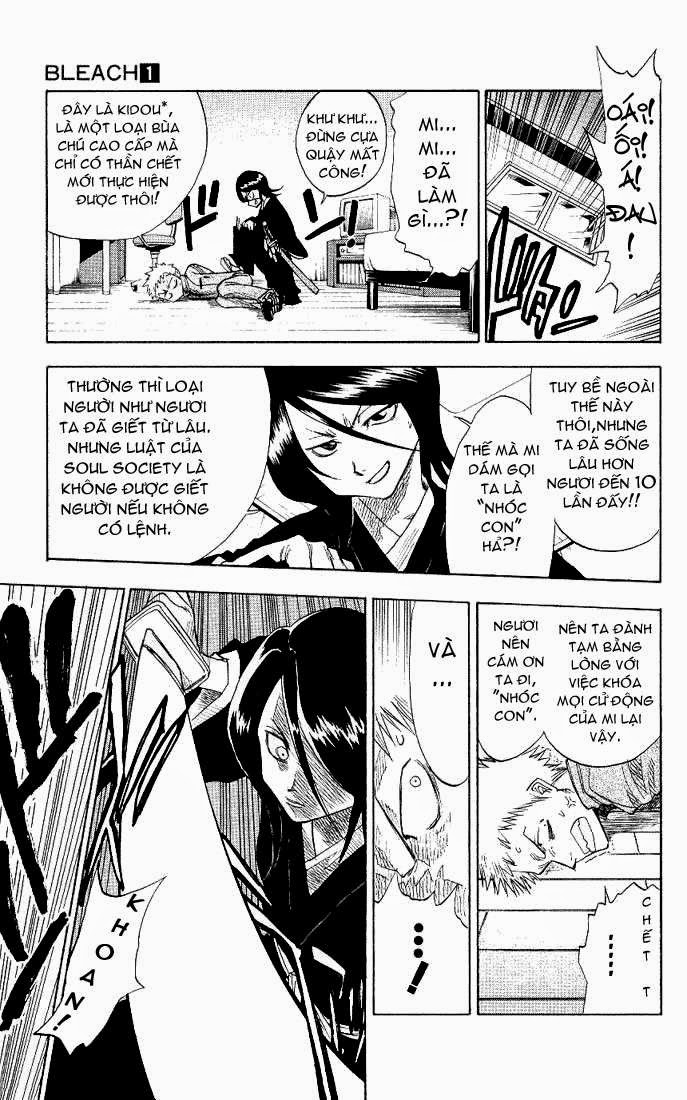 BLEACH 1
OÁI!
ỐI!
Á!
ĐAU
!
MI...
MI...
ĐÃ
LÀM
GÌ...?!
KHƯ KHƯ...
ĐỪNG CỰA
QUẬY MẤT
CÔNG!
ĐÂY LÀ KIDOU*,
LÀ MỘT LOẠI BÙA
CHÚ CAO CẤP MÀ
CHỈ CÓ THẦN CHẾT
MỚI THỰC HIỆN
ĐƯỢC THÔI!
TUY BỀ NGOÀI
THẾ NÀY
THÔI,NHƯNG
TA ĐÃ SỐNG
LÂU HƠN
NGƯƠI ĐẾN 10
LẦN ĐẤY!!
THẾ MÀ MI
DÁM GỌI
TA LÀ
"NHÓC
CON"
HẢ?!
THƯỜNG THÌ LOẠI
NGƯỜI NHƯ NGƯƠI
TA ĐÃ GIẾT TỪ LÂU.
NHƯNG LUẬT CỦA
SOUL SOCIETY LÀ
KHÔNG ĐƯỢC GIẾT
NGƯỜI NẾU KHÔNG
CÓ LỆNH.
NÊN TA ĐÀNH
TẠM BẰNG
LÒNG VỚI
VIỆC KHÓA
MỌI CỬ ĐỘNG
CỦA MI LẠI
VẬY.
NGƯƠI
NÊN
CÁM ƠN
TA ĐI,
"NHÓC
CON".
CHẾT T
......
VÀ
...
...!
KHOAN!